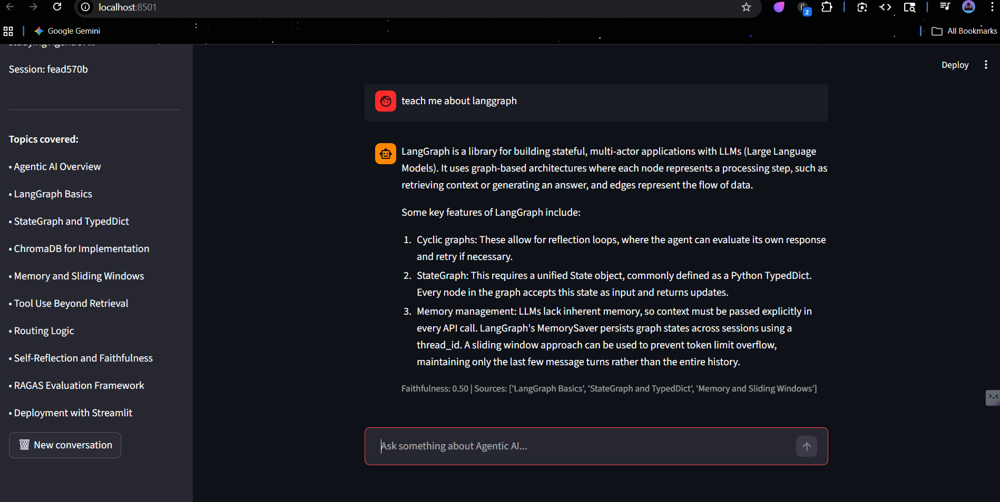 localhost:8501
2
Google Gemini
All Bookmarks
Session: fead570b
Deploy
Topics covered:
• Agentic AI Overview
• LangGraph Basics
• StateGraph and TypedDict
• ChromaDB for Implementation
• Memory and Sliding Windows
• Tool Use Beyond Retrieval
• Routing Logic
• Self-Reflection and Faithfulness
• RAGAS Evaluation Framework
• Deployment with Streamlit
New conversation
teach me about langgraph
LangGraph is a library for building stateful, multi-actor applications with LLMs (Large Language
Models). It uses graph-based architectures where each node represents a processing step, such as
retrieving context or generating an answer, and edges represent the flow of data.
Some key features of LangGraph include:
1. Cyclic graphs: These allow for reflection loops, where the agent can evaluate its own response
and retry if necessary.
2. StateGraph: This requires a unified State object, commonly defined as a Python TypedDict.
Every node in the graph accepts this state as input and returns updates.
3. Memory management: LLMs lack inherent memory, so context must be passed explicitly in
every API call. LangGraph's MemorySaver persists graph states across sessions using a
thread_id. A sliding window approach can be used to prevent token limit overflow,
maintaining only the last few message turns rather than the entire history.
Faithfulness: 0.50 | Sources: ['LangGraph Basics', 'StateGraph and TypedDict', 'Memory and Sliding Windows']
Ask something about Agentic AI...